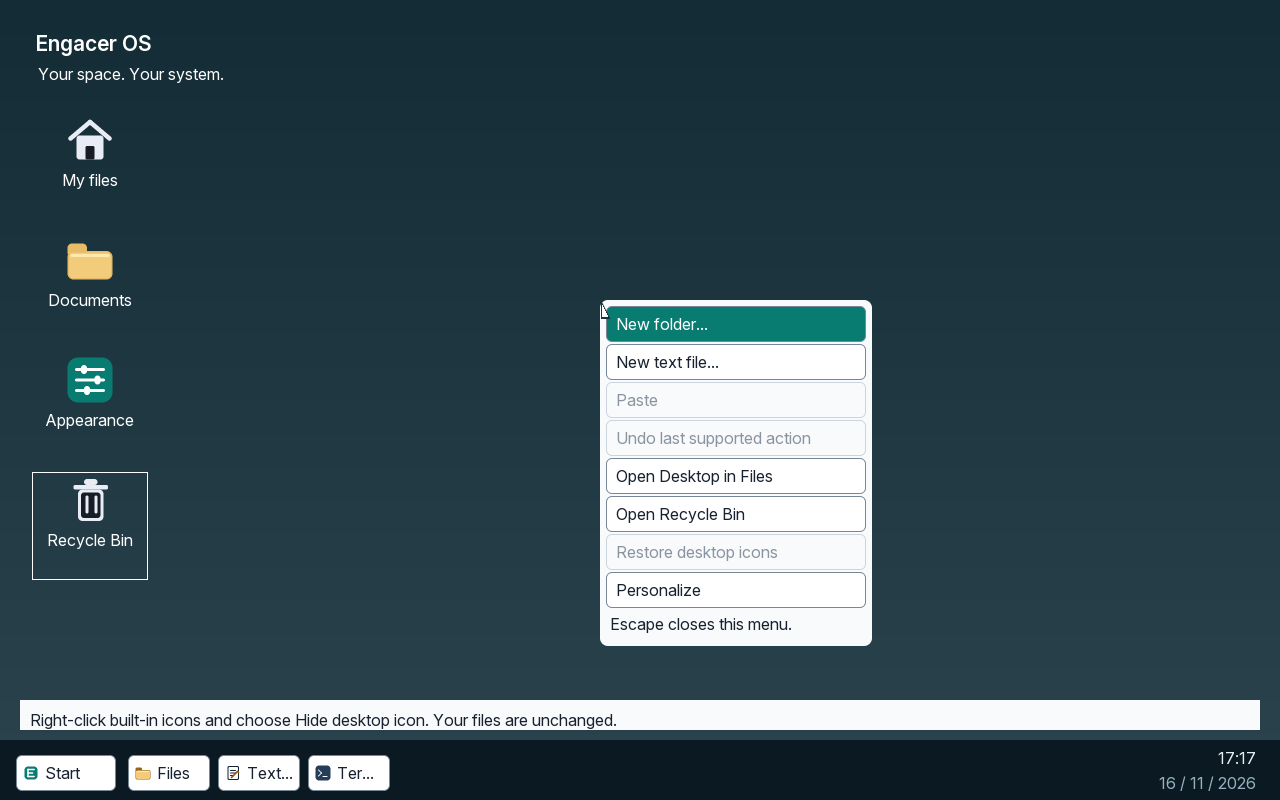 Engacer OS
Your space. Your system.
My files
Documents
Appearance
Recycle Bin
New folder...
New text file...
Paste
Undo last supported action
Open Desktop in Files
Open Recycle Bin
Restore desktop icons
Personalize
Escape closes this menu.
Right-click built-in icons and choose Hide desktop icon. Your files are unchanged.
Start
Files
Text...
Ter...
17:17
16 / 11 / 2026